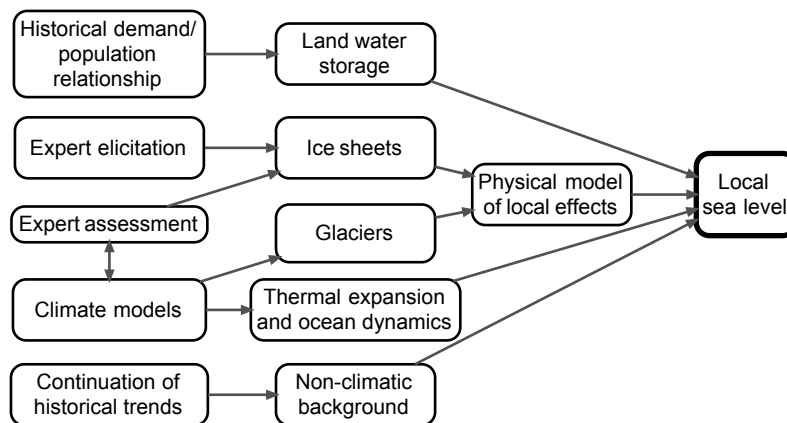 Historical demand/
population
relationship
Land water
storage
Expert elicitation
Ice sheets
Physical model
of local effects
Local
sea level
Expert assessment
Glaciers
Climate models
Thermal expansion
and ocean dynamics
Continuation of
historical trends
Non-climatic
background